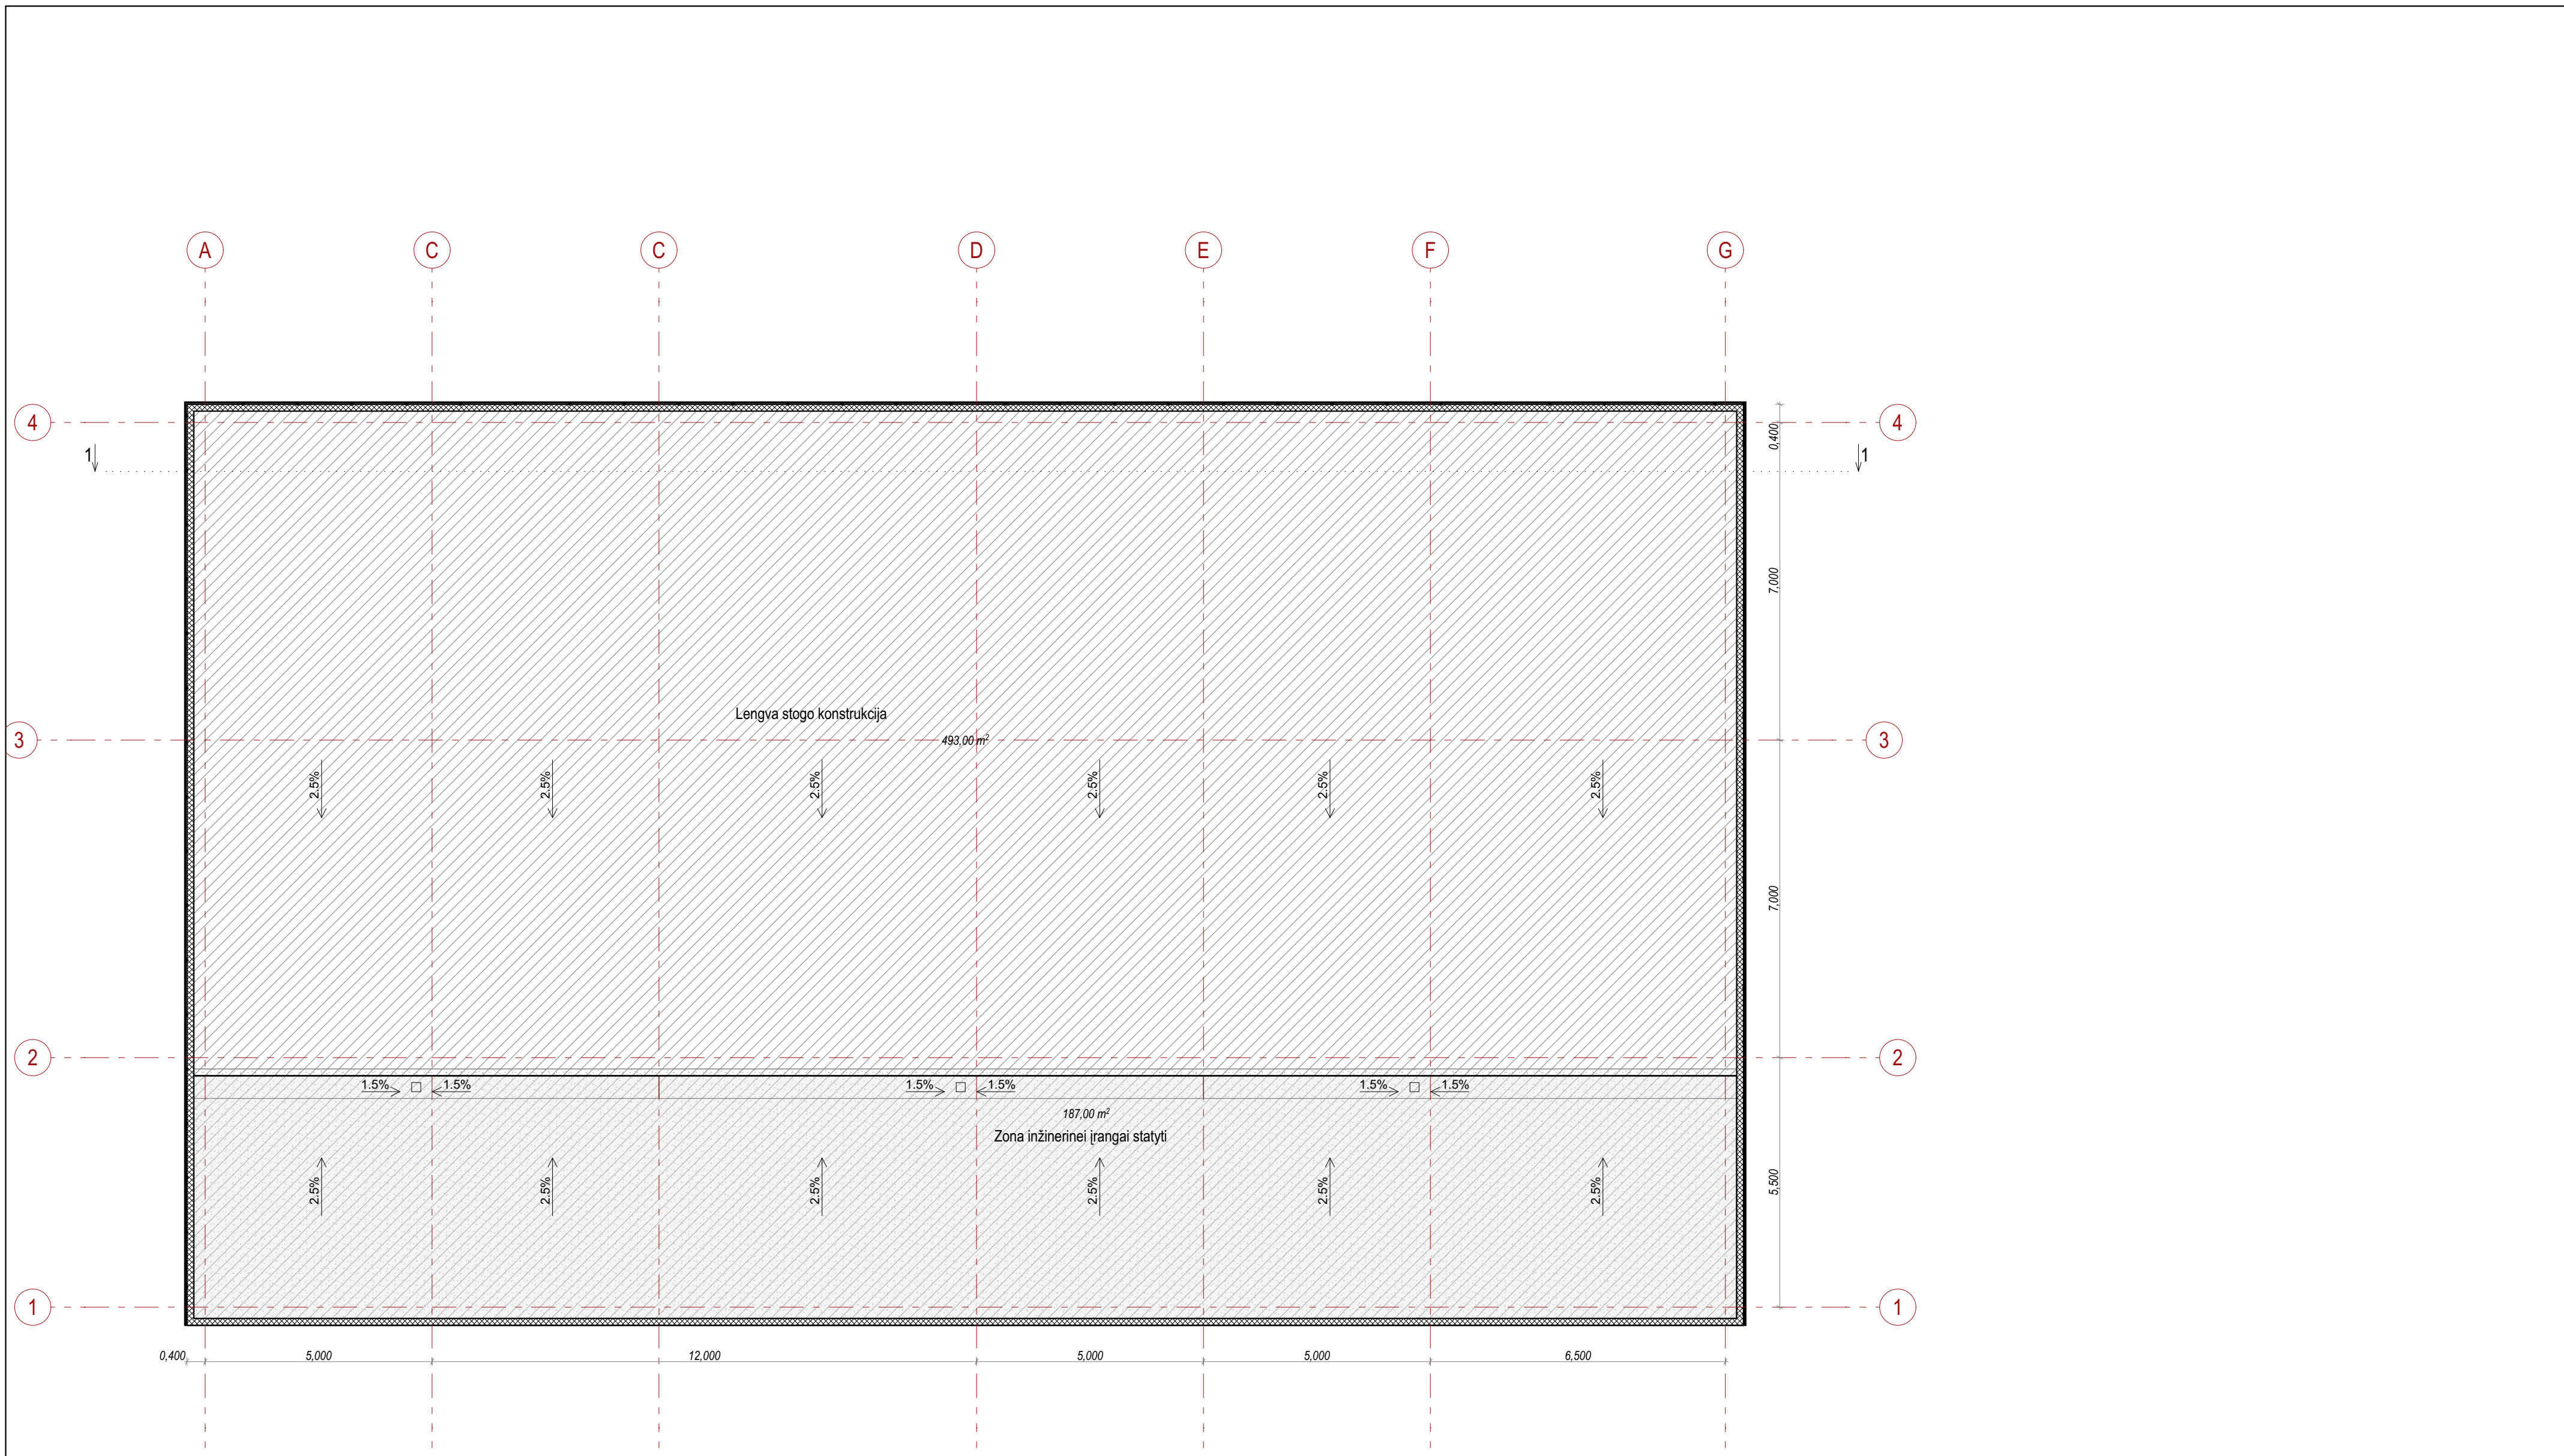 A C C D E F G
4 4
0,400
1 1
7,000
Lengva stogo konstrukcija
3 493,00 m² 3
2.5% 2.5% 2.5% 2.5% 2.5% 2.5%
7,000
2 2
1.5% 1.5% 1.5% 1.5% 1.5% 1.5%
187,00 m²
Zona inžinerinei įrangai statyti
2.5% 2.5% 2.5% 2.5% 2.5% 2.5%
5,500
1 1
0,400 5,000 12,000 5,000 5,000 6,500